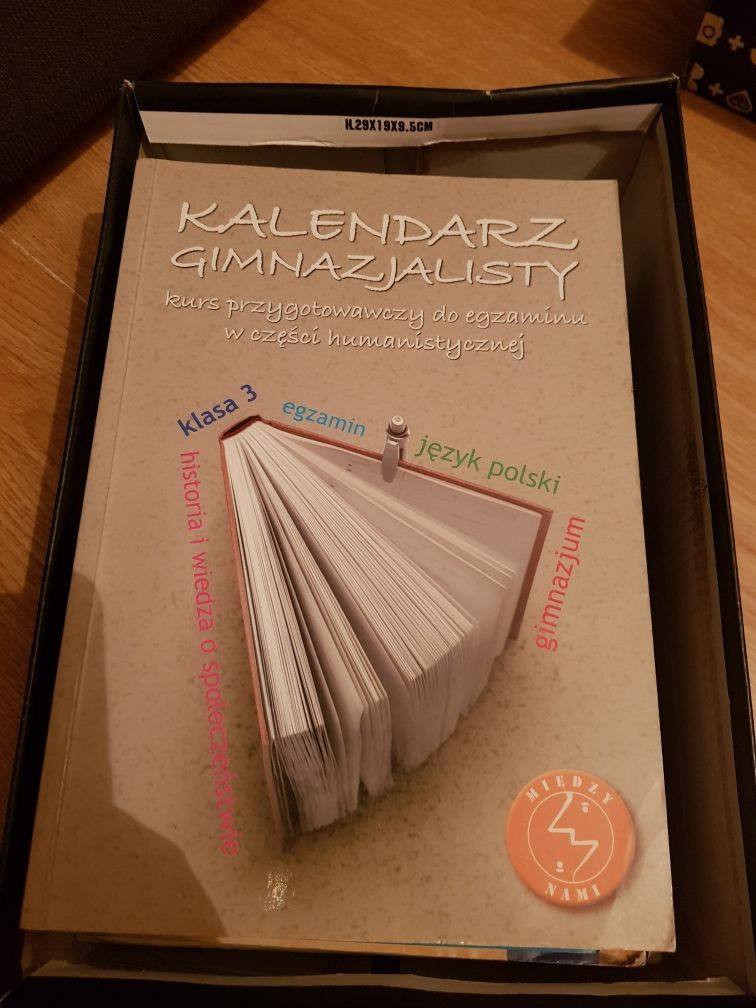 H.29X19X9.5CM
KALENDARZ
GIMNAZJALISTY
kurs przygotowawczy do egzaminu
w części humanistycznej
klasa 3
egzamin
język polski
historia i wiedza o społeczeństwie
gimnazjum
MIĘDZY
NAMI